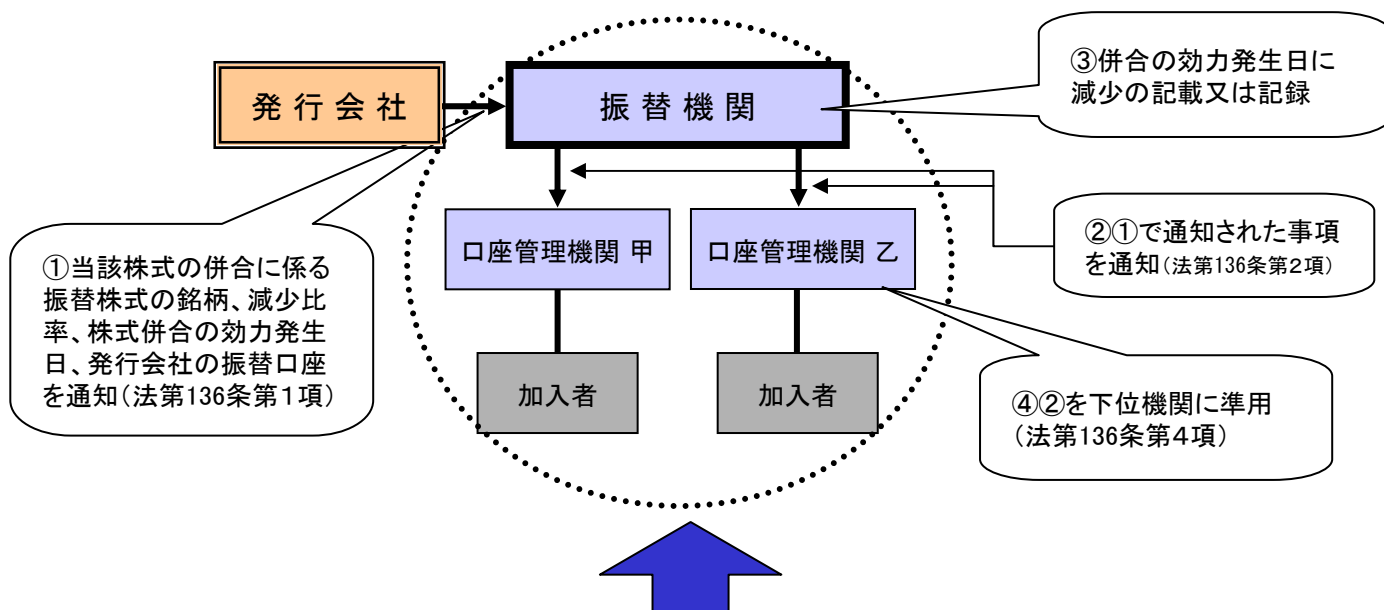 発行会社
振替機関
③併合の効力発生日に
減少の記載又は記録
口座管理機関 甲
口座管理機関 乙
②①で通知された事項
を通知(法第136条第2項)
①当該株式の併合に係る
振替株式の銘柄、減少比
率、株式併合の効力発生
日、発行会社の振替口座
を通知(法第136条第1項)
加入者
加入者
④②を下位機関に準用
(法第136条第4項)